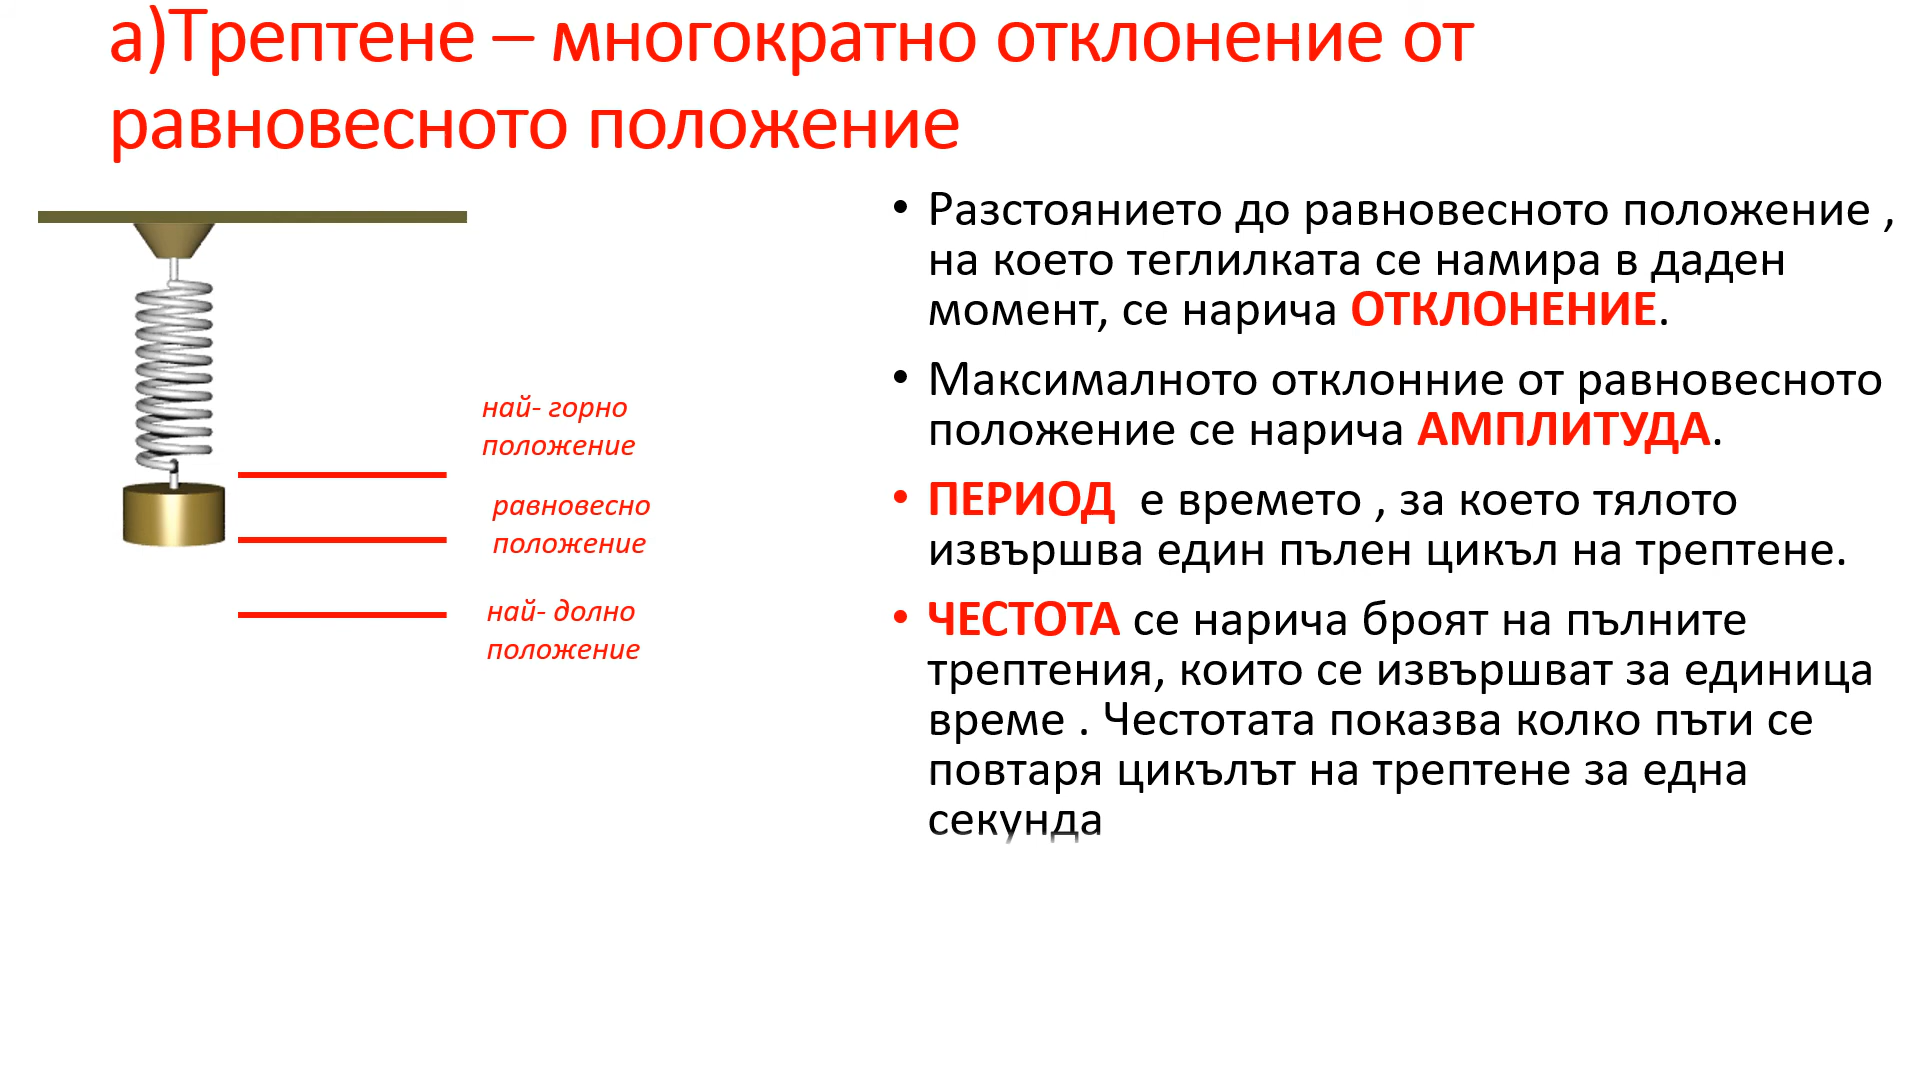 а)Трептене – многократно отклонение от
равновесното положение
най- горно
положение
равновесно
положение
най- долно
положение
• Разстоянието до равновесното положение ,
на което теглилката се намира в даден
момент, се нарича ОТКЛОНЕНИЕ.
• Максималното отклонние от равновесното
положение се нарича АМПЛИТУДА.
• ПЕРИОД  е времето , за което тялото
извършва един пълен цикъл на трептене.
• ЧЕСТОТА се нарича броят на пълните
трептения, които се извършват за единица
време . Честотата показва колко пъти се
повтаря цикълът на трептене за една
секунда